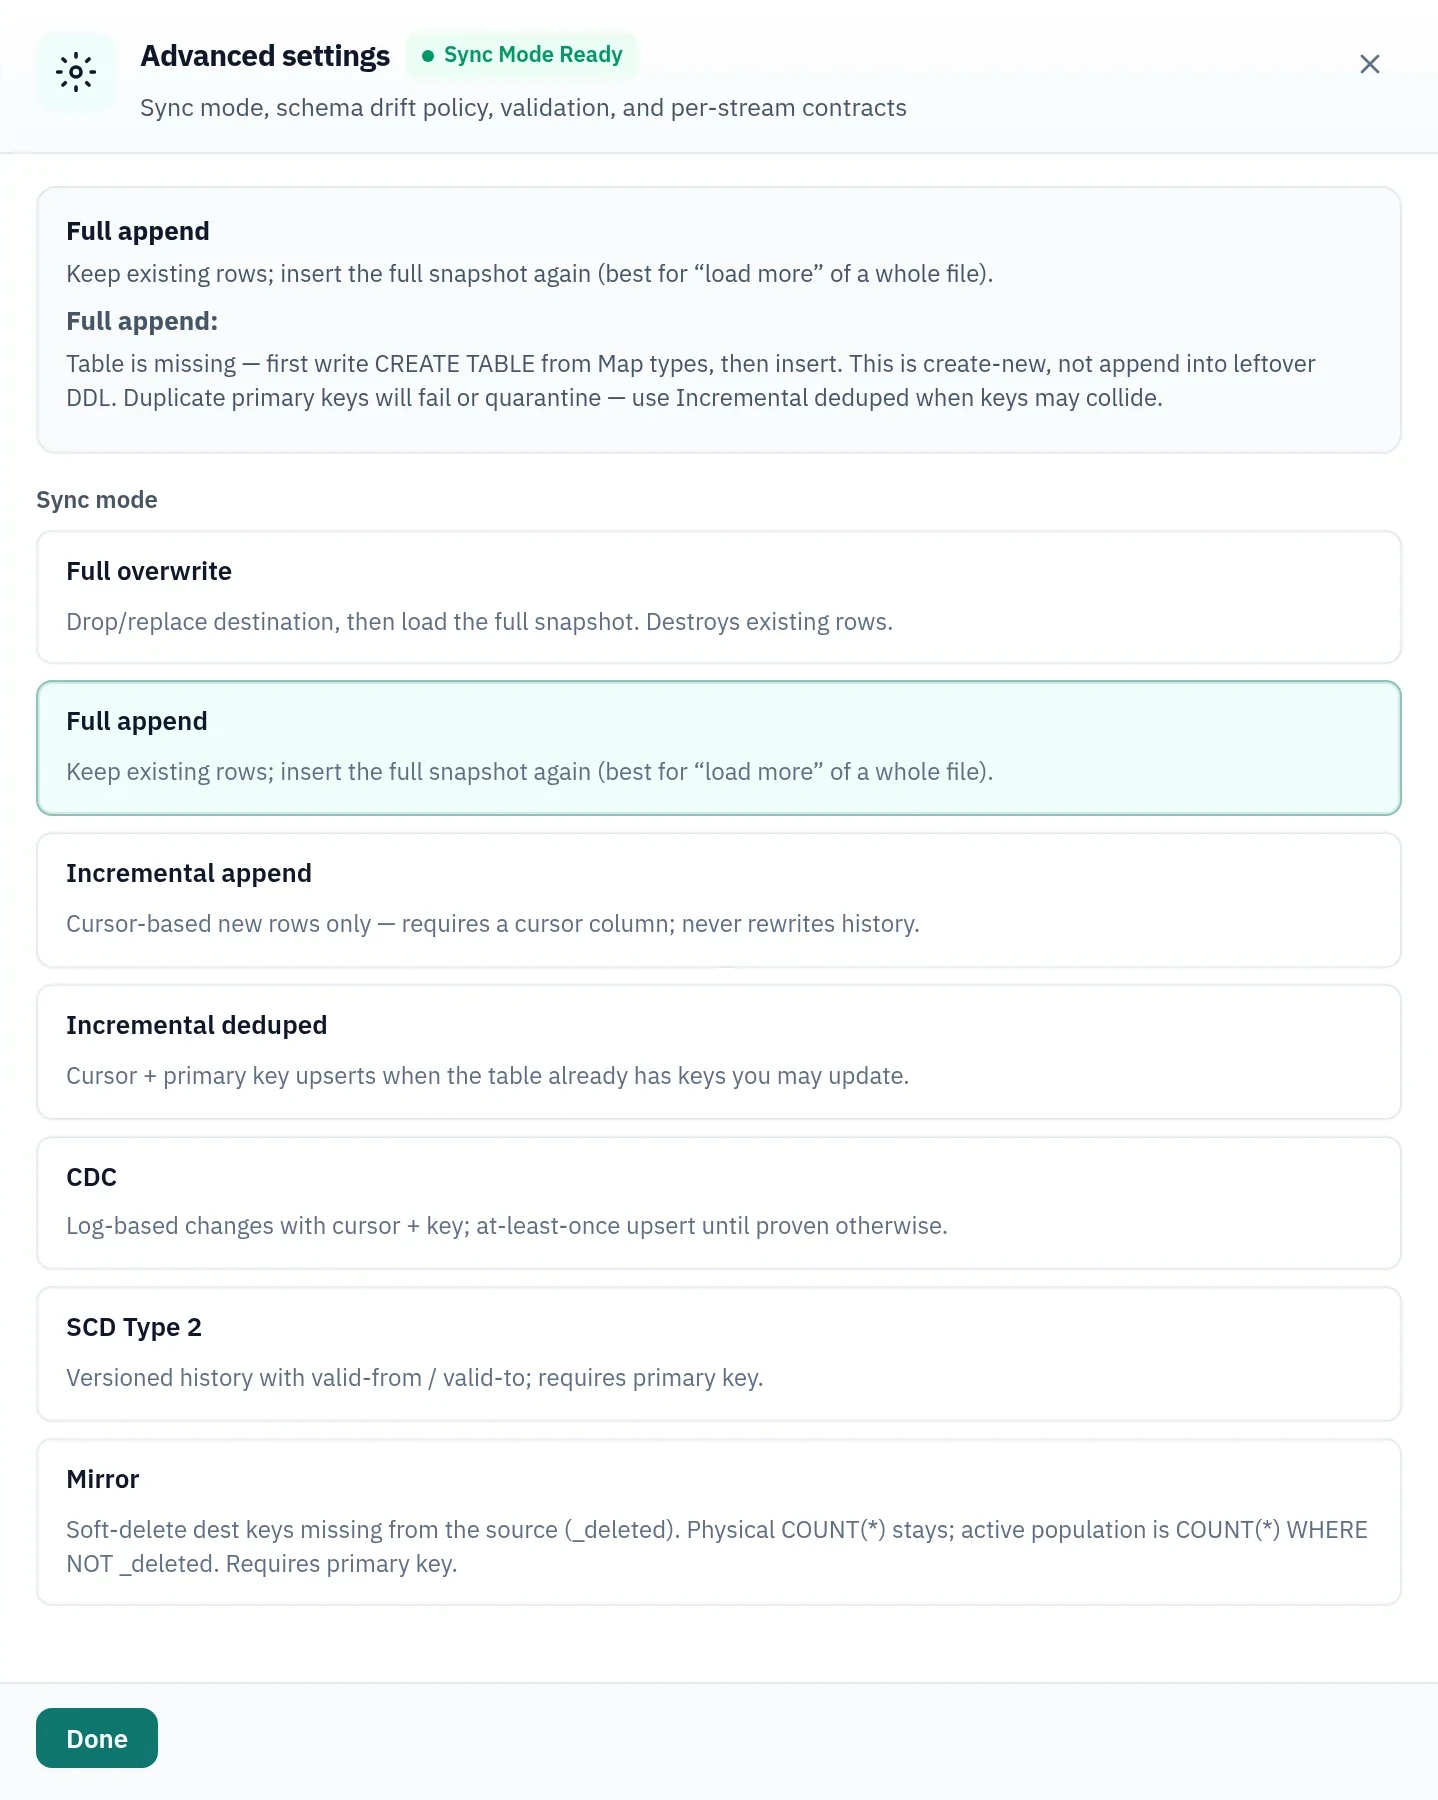 Advanced settings
Sync Mode Ready
Sync mode, schema drift policy, validation, and per-stream contracts
Full append
Keep existing rows; insert the full snapshot again (best for “load more” of a whole file).
Full append:
Table is missing — first write CREATE TABLE from Map types, then insert. This is create-new, not append into leftover
DDL. Duplicate primary keys will fail or quarantine — use Incremental deduped when keys may collide.
Sync mode
Full overwrite
Drop/replace destination, then load the full snapshot. Destroys existing rows.
Full append
Keep existing rows; insert the full snapshot again (best for “load more” of a whole file).
Incremental append
Cursor-based new rows only — requires a cursor column; never rewrites history.
Incremental deduped
Cursor + primary key upserts when the table already has keys you may update.
CDC
Log-based changes with cursor + key; at-least-once upsert until proven otherwise.
SCD Type 2
Versioned history with valid-from / valid-to; requires primary key.
Mirror
Soft-delete dest keys missing from the source (_deleted). Physical COUNT(*) stays; active population is COUNT(*) WHERE
NOT _deleted. Requires primary key.
Done